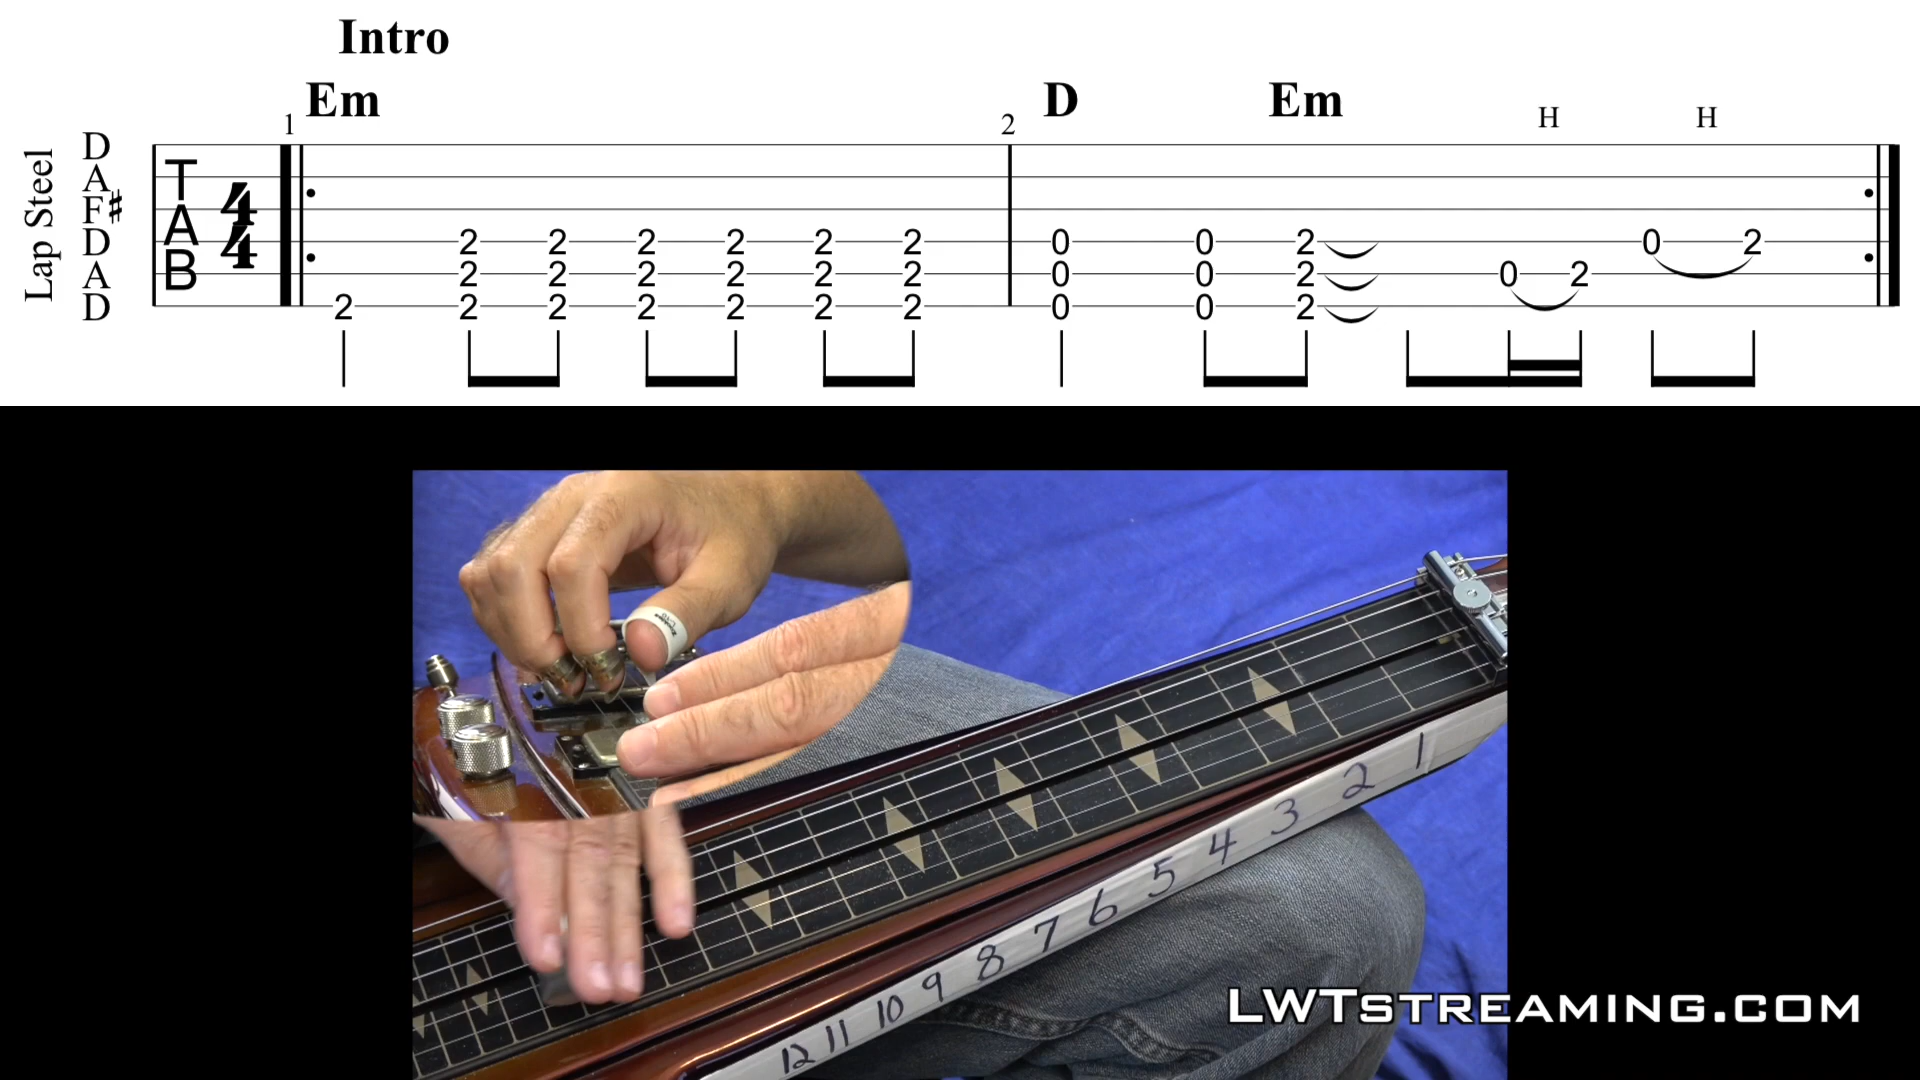 Intro
Em D Em
1 2 H H
Lap Steel
D
A
F♯
D
A
D
TAB
4
4
2 2 2 2 2 2 0 0 2 0 2
2 2 2 2 2 2 0 0 2 0 2
2 2 2 2 2 2 2 0 0 2
1
2
3
4
5
6
7
8
9
10
11
12
LWTSTREAMING.COM